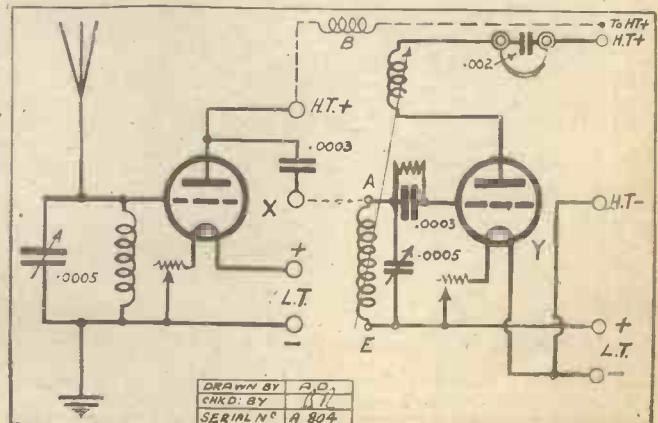 B
To HT+
H.T.+
.002
H.T.+
.0003
A
X
A
.0003
Y
H.T.-
A
.0005
.0005
+
L.T.
-
E
+
L.T.
-
DRAWN BY A.D.
CHKD: BY
SERIAL No A 804